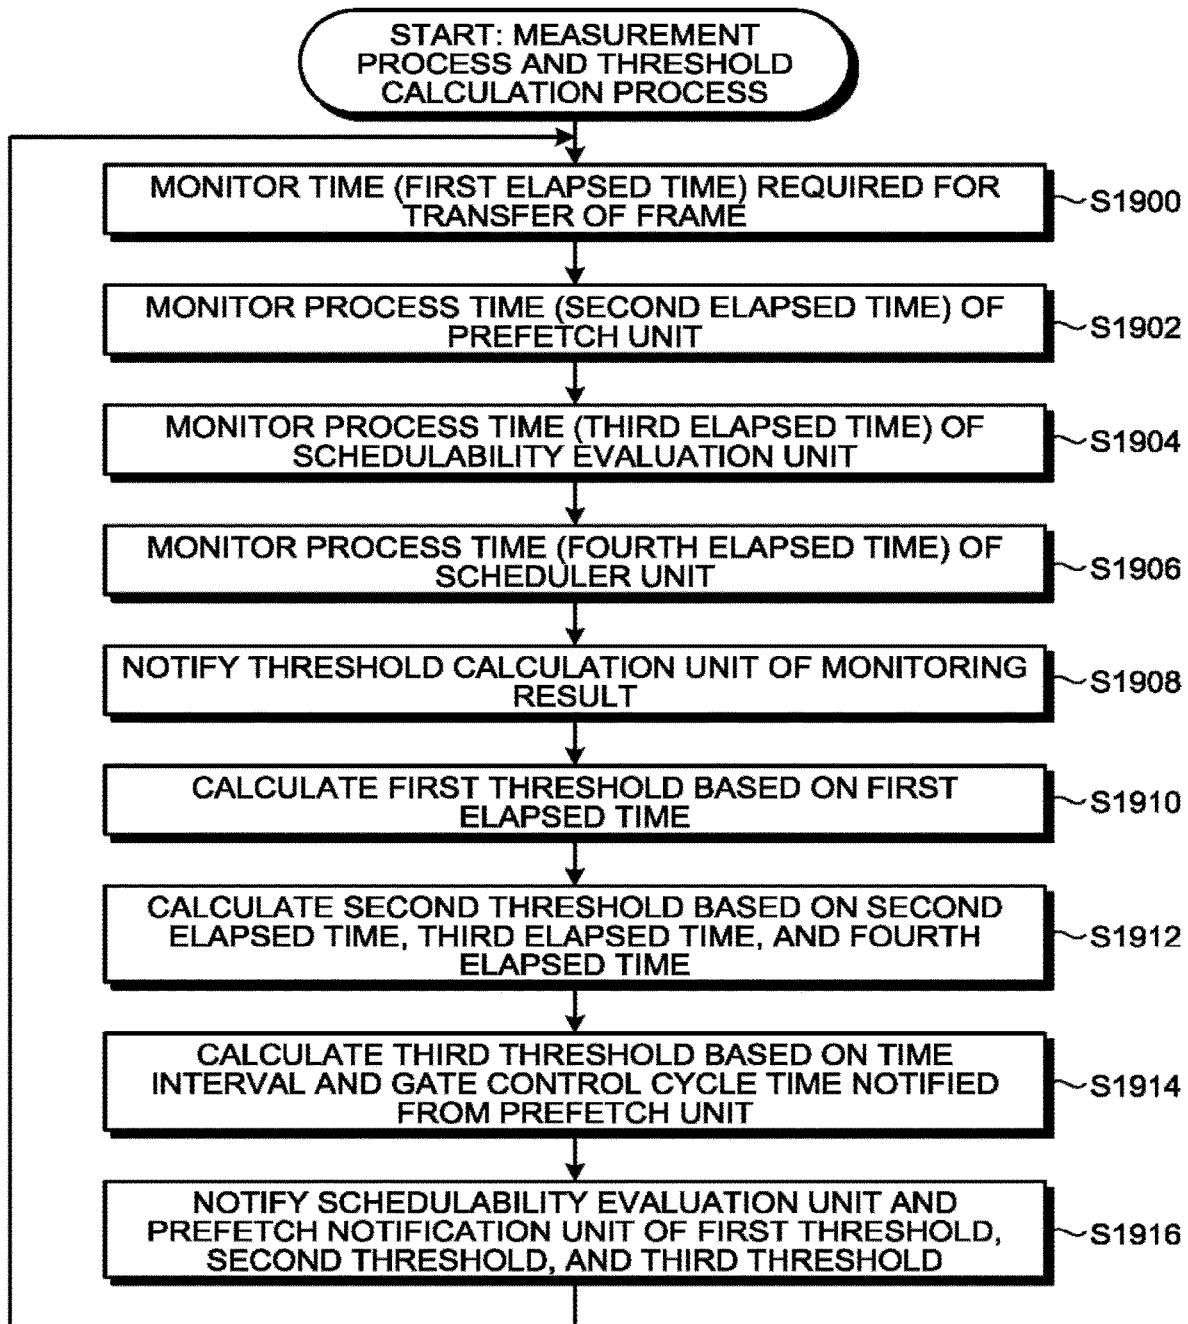 START: MEASUREMENT
PROCESS AND THRESHOLD
CALCULATION PROCESS
MONITOR TIME (FIRST ELAPSED TIME) REQUIRED FOR
TRANSFER OF FRAME
S1900
MONITOR PROCESS TIME (SECOND ELAPSED TIME) OF
PREFETCH UNIT
S1902
MONITOR PROCESS TIME (THIRD ELAPSED TIME) OF
SCHEDULABILITY EVALUATION UNIT
S1904
MONITOR PROCESS TIME (FOURTH ELAPSED TIME) OF
SCHEDULER UNIT
S1906
NOTIFY THRESHOLD CALCULATION UNIT OF MONITORING
RESULT
S1908
CALCULATE FIRST THRESHOLD BASED ON FIRST
ELAPSED TIME
S1910
CALCULATE SECOND THRESHOLD BASED ON SECOND
ELAPSED TIME, THIRD ELAPSED TIME, AND FOURTH
ELAPSED TIME
S1912
CALCULATE THIRD THRESHOLD BASED ON TIME
INTERVAL AND GATE CONTROL CYCLE TIME NOTIFIED
FROM PREFETCH UNIT
S1914
NOTIFY SCHEDULABILITY EVALUATION UNIT AND
PREFETCH NOTIFICATION UNIT OF FIRST THRESHOLD,
SECOND THRESHOLD, AND THIRD THRESHOLD
S1916